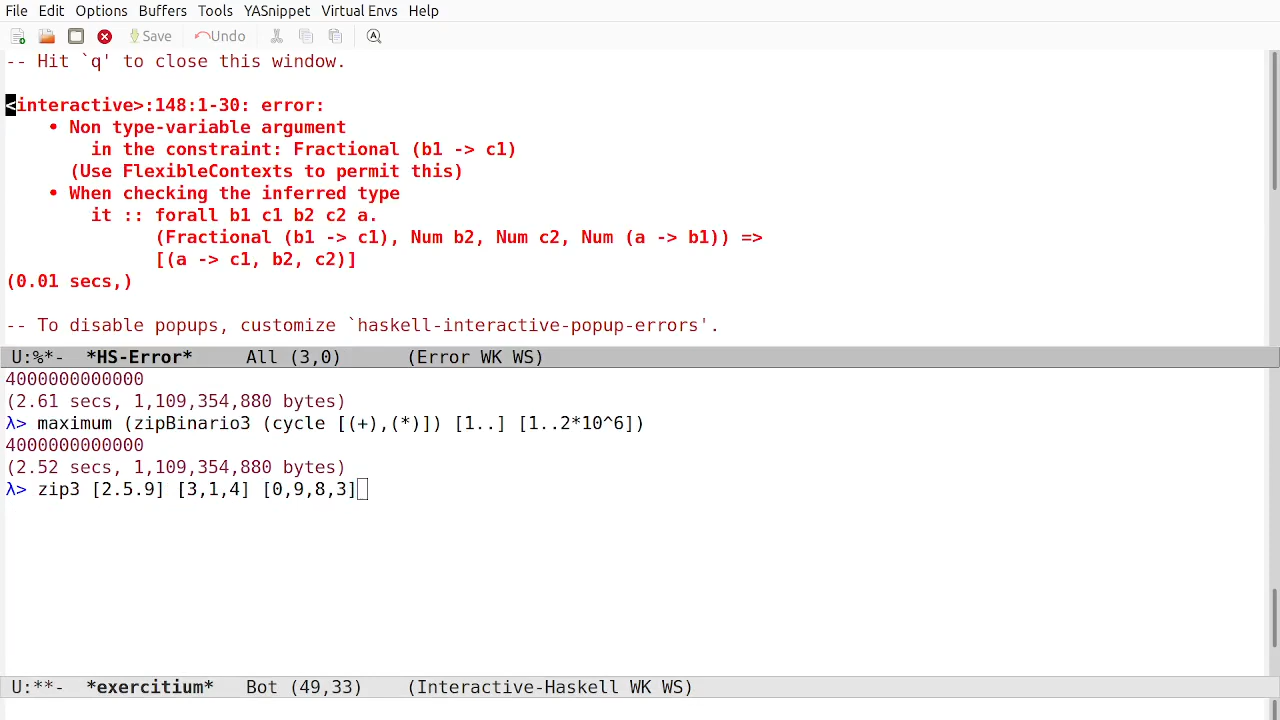 File Edit Options Buffers Tools YASnippet Virtual Envs Help
Save Undo
-- Hit `q' to close this window.
<interactive>:148:1-30: error:
• Non type-variable argument
in the constraint: Fractional (b1 -> c1)
(Use FlexibleContexts to permit this)
• When checking the inferred type
it :: forall b1 c1 b2 c2 a.
(Fractional (b1 -> c1), Num b2, Num c2, Num (a -> b1)) =>
[(a -> c1, b2, c2)]
(0.01 secs,)
-- To disable popups, customize `haskell-interactive-popup-errors'.
U:%*- *HS-Error* All (3,0) (Error WK WS)
4000000000000
(2.61 secs, 1,109,354,880 bytes)
λ> maximum (zipBinario3 (cycle [(+),(*)]) [1..] [1..2*10^6])
4000000000000
(2.52 secs, 1,109,354,880 bytes)
λ> zip3 [2.5.9] [3,1,4] [0,9,8,3]
U:**- *exercitium* Bot (49,33) (Interactive-Haskell WK WS)